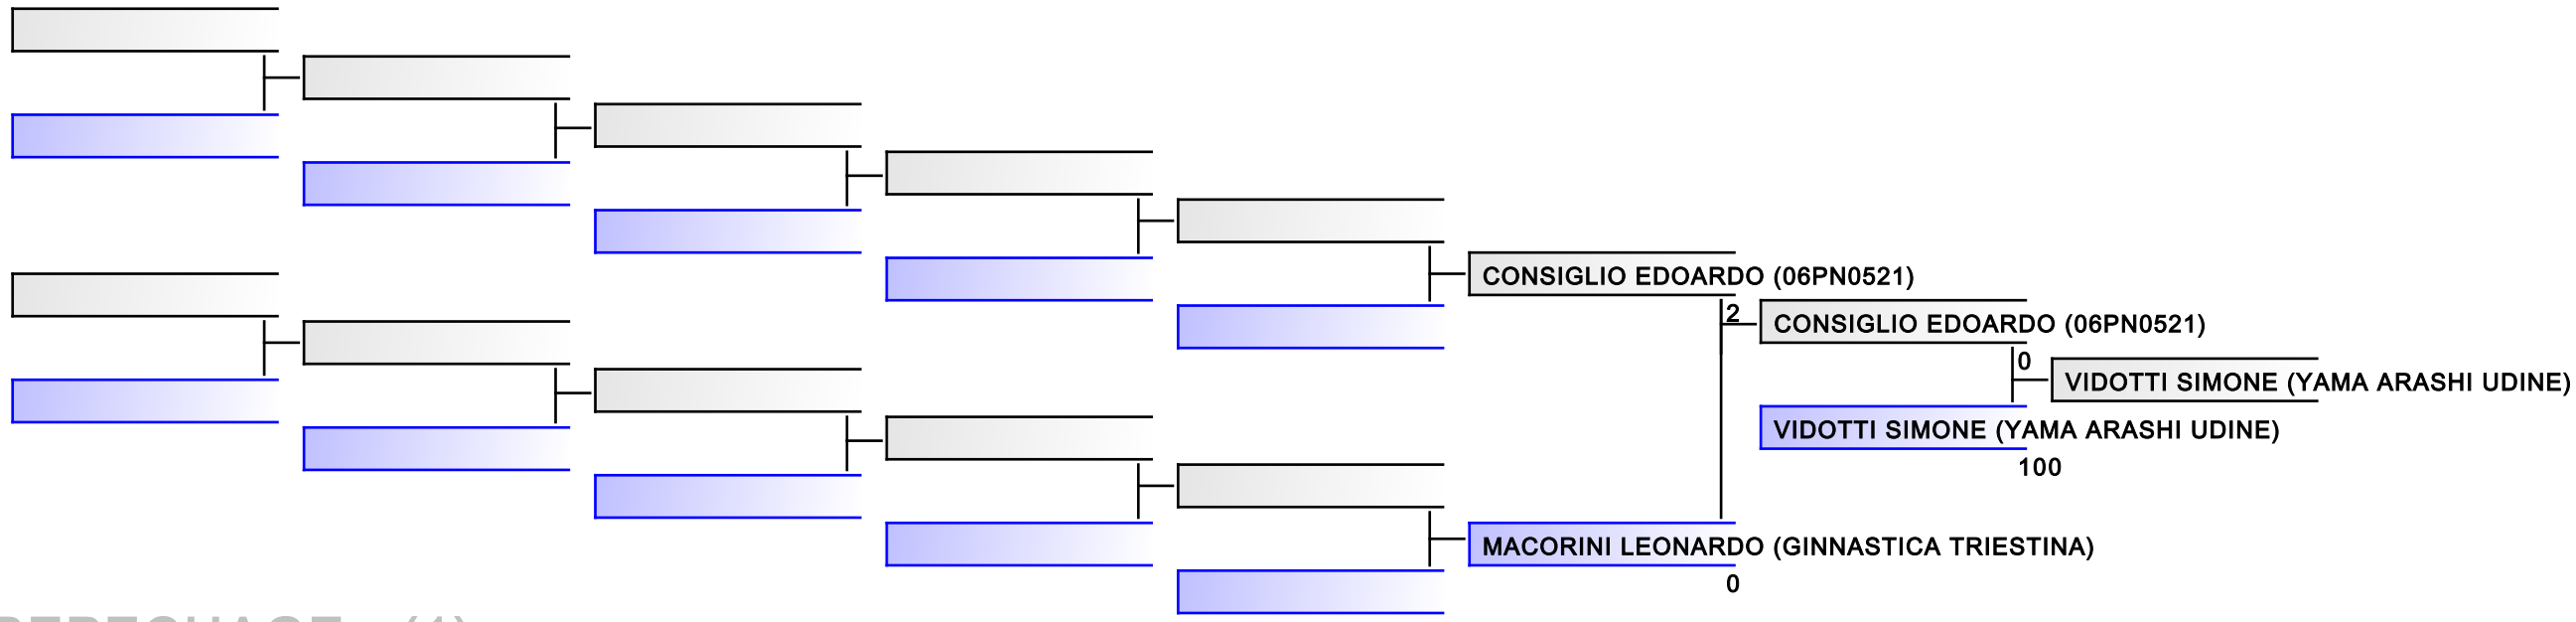 CONSIGLIO EDOARDO (06PN0521)
2
CONSIGLIO EDOARDO (06PN0521)
0
VIDOTTI SIMONE (YAMA ARASHI UDINE)
VIDOTTI SIMONE (YAMA ARASHI UDINE)
100
MACORINI LEONARDO (GINNASTICA TRIESTINA)
0